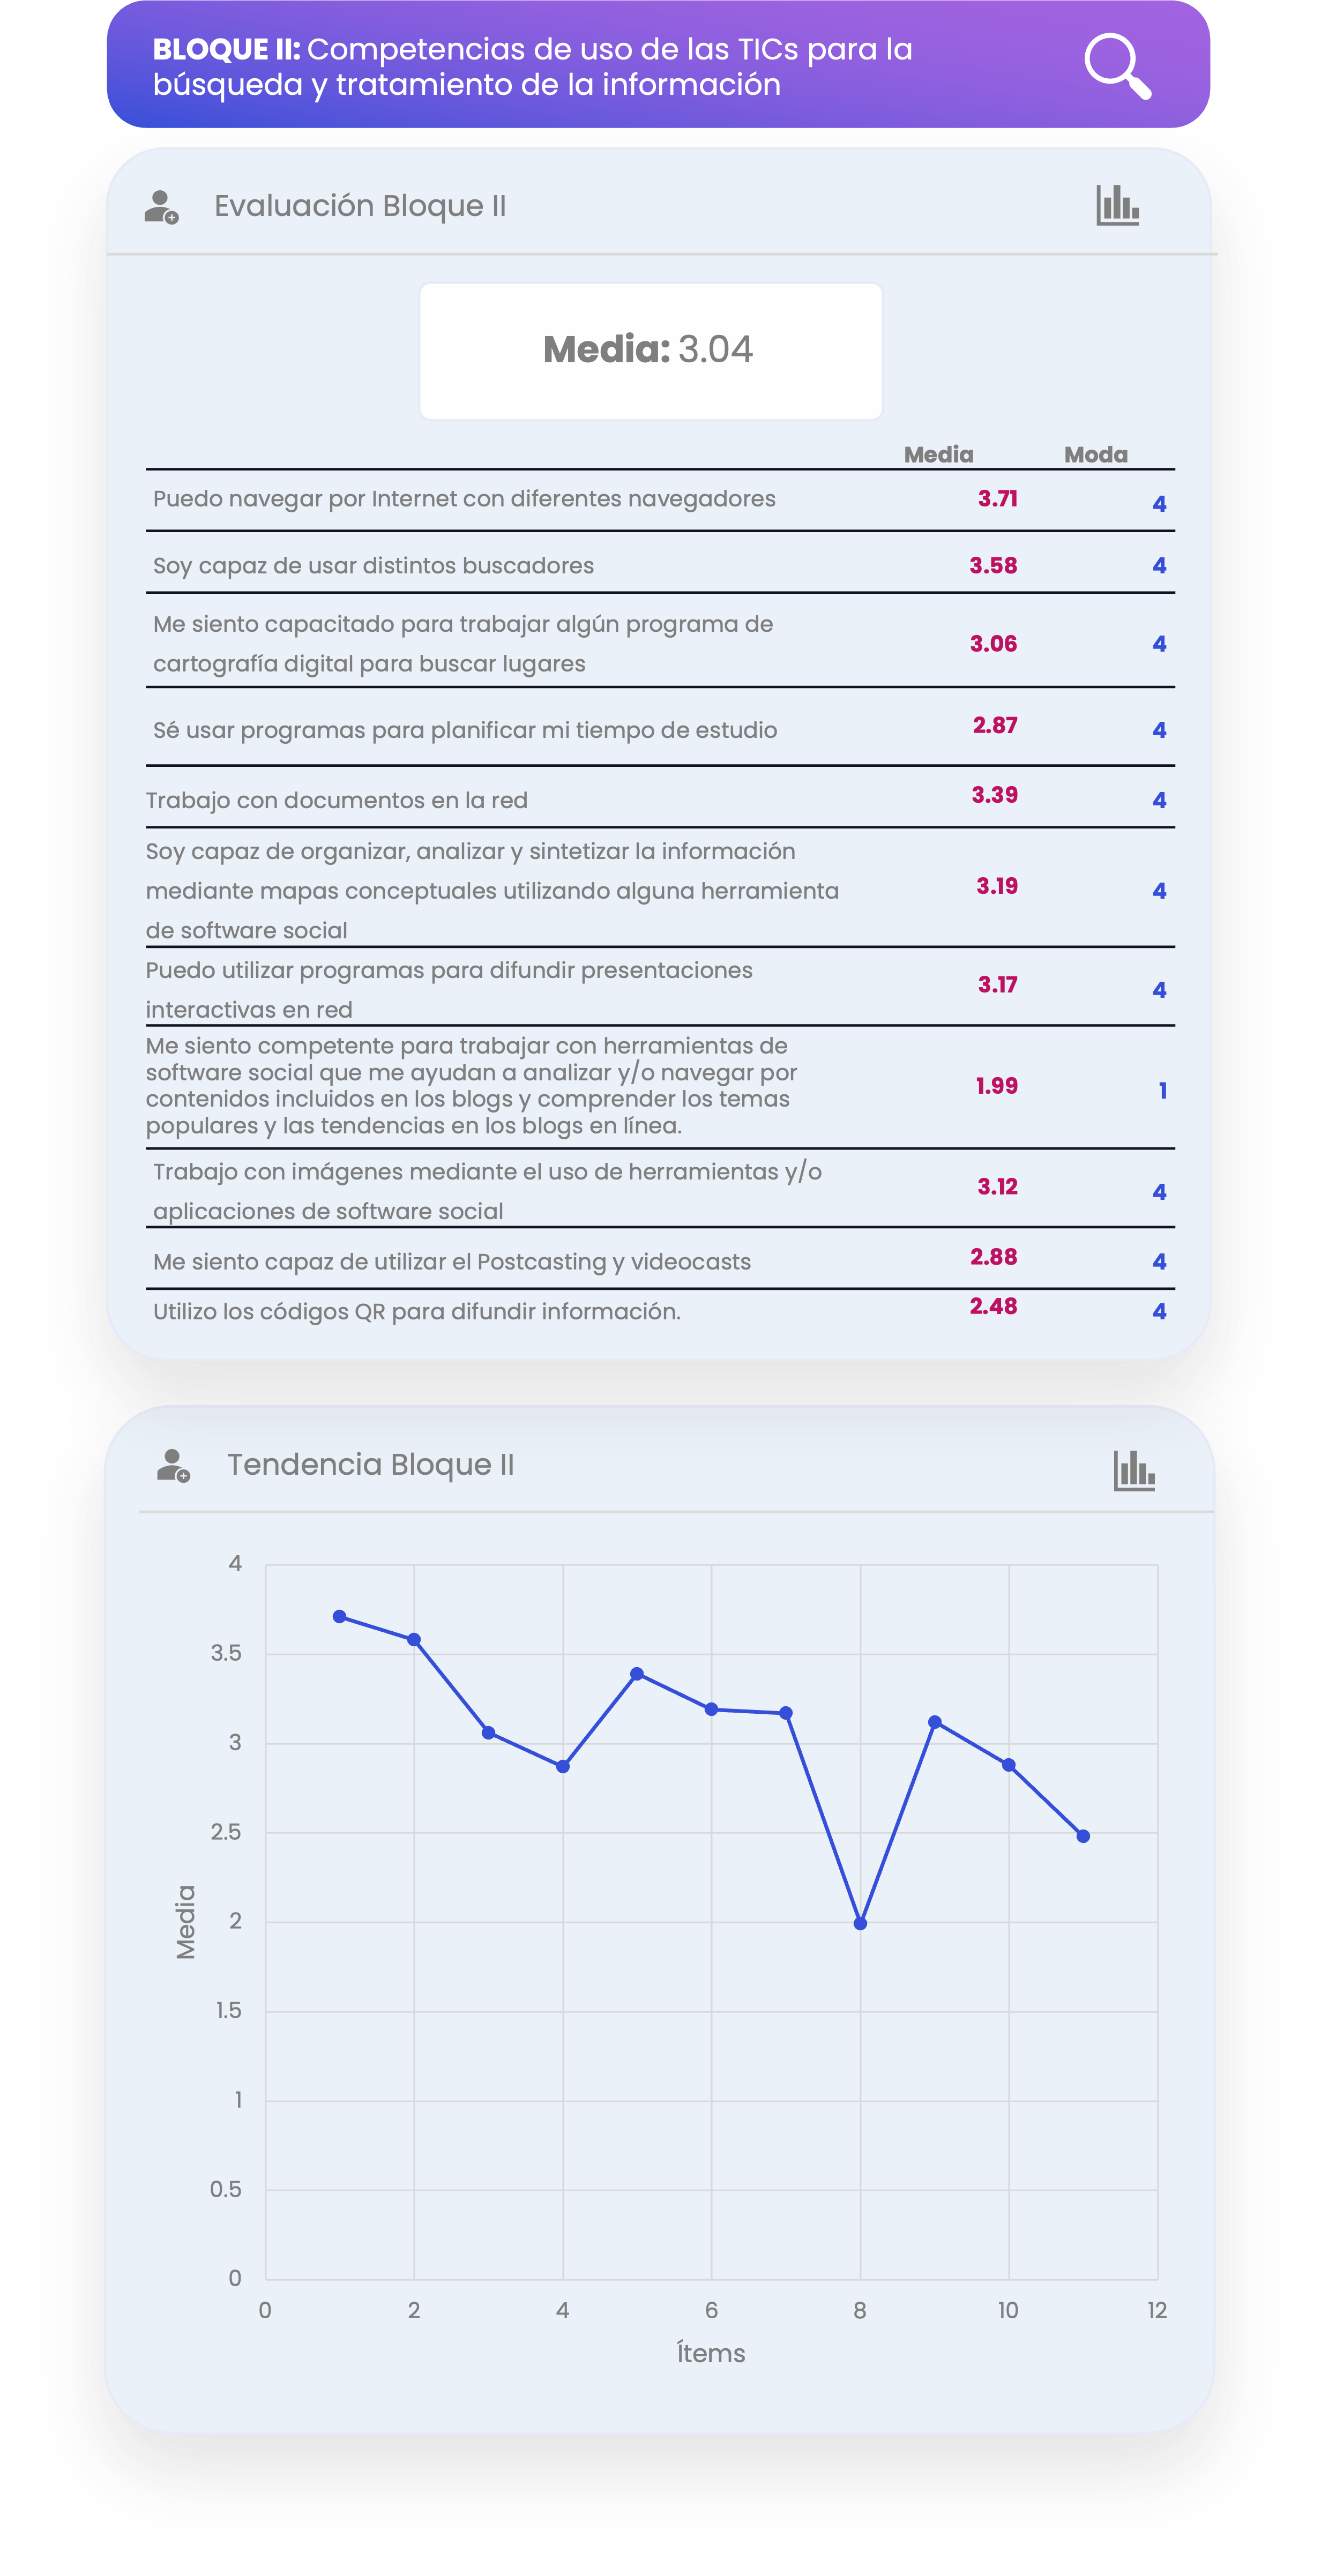 BLOQUE II: Competencias de uso de las TICs para la
búsqueda y tratamiento de la información
Evaluación Bloque II
Media: 3.04
Media Moda
Puedo navegar por Internet con diferentes navegadores 3.71 4
Soy capaz de usar distintos buscadores 3.58 4
Me siento capacitado para trabajar algún programa de
cartografía digital para buscar lugares
3.06 4
Sé usar programas para planificar mi tiempo de estudio 2.87 4
Trabajo con documentos en la red 3.39 4
Soy capaz de organizar, analizar y sintetizar la información
mediante mapas conceptuales utilizando alguna herramienta
de software social
3.19 4
Puedo utilizar programas para difundir presentaciones
interactivas en red
3.17 4
Me siento competente para trabajar con herramientas de
software social que me ayudan a analizar y/o navegar por
contenidos incluidos en los blogs y comprender los temas
populares y las tendencias en los blogs en línea.
1.99 1
Trabajo con imágenes mediante el uso de herramientas y/o
aplicaciones de software social
3.12 4
Me siento capaz de utilizar el Postcasting y videocasts 2.88 4
Utilizo los códigos QR para difundir información. 2.48 4
Tendencia Bloque II
4
3.5
3
2.5
2
1.5
1
0.5
0
Media
0 2 4 6 8 10 12
Ítems